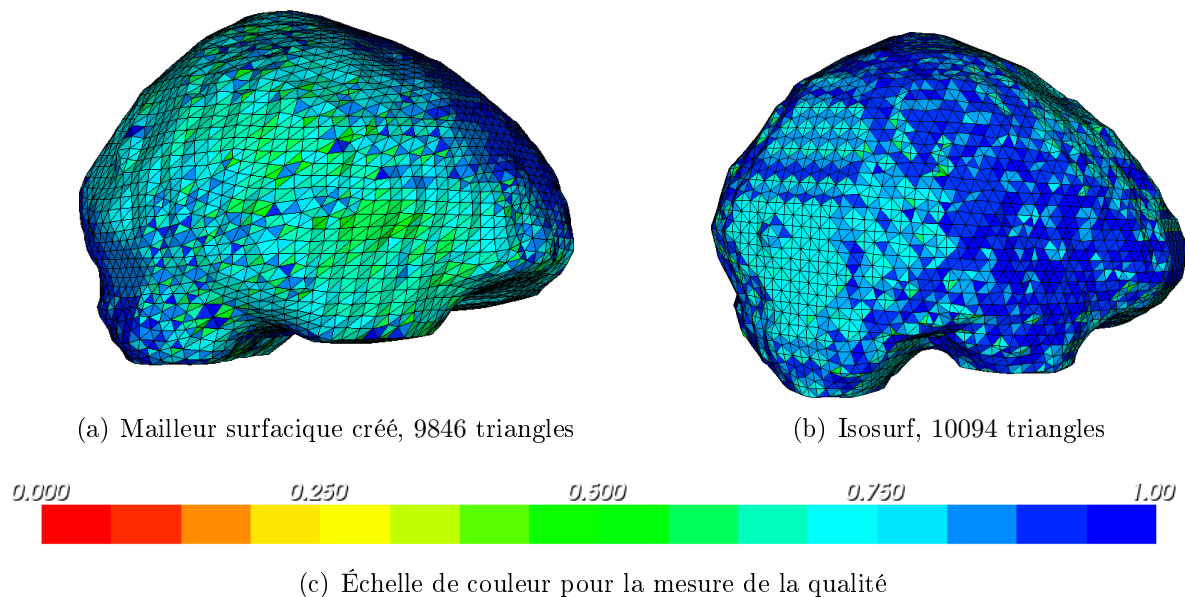 (a) Mailleur surfacique créé, 9846 triangles
(b) Isosurf, 10094 triangles
0.000 0.250 0.500 0.750 1.00
(c) Échelle de couleur pour la mesure de la qualité